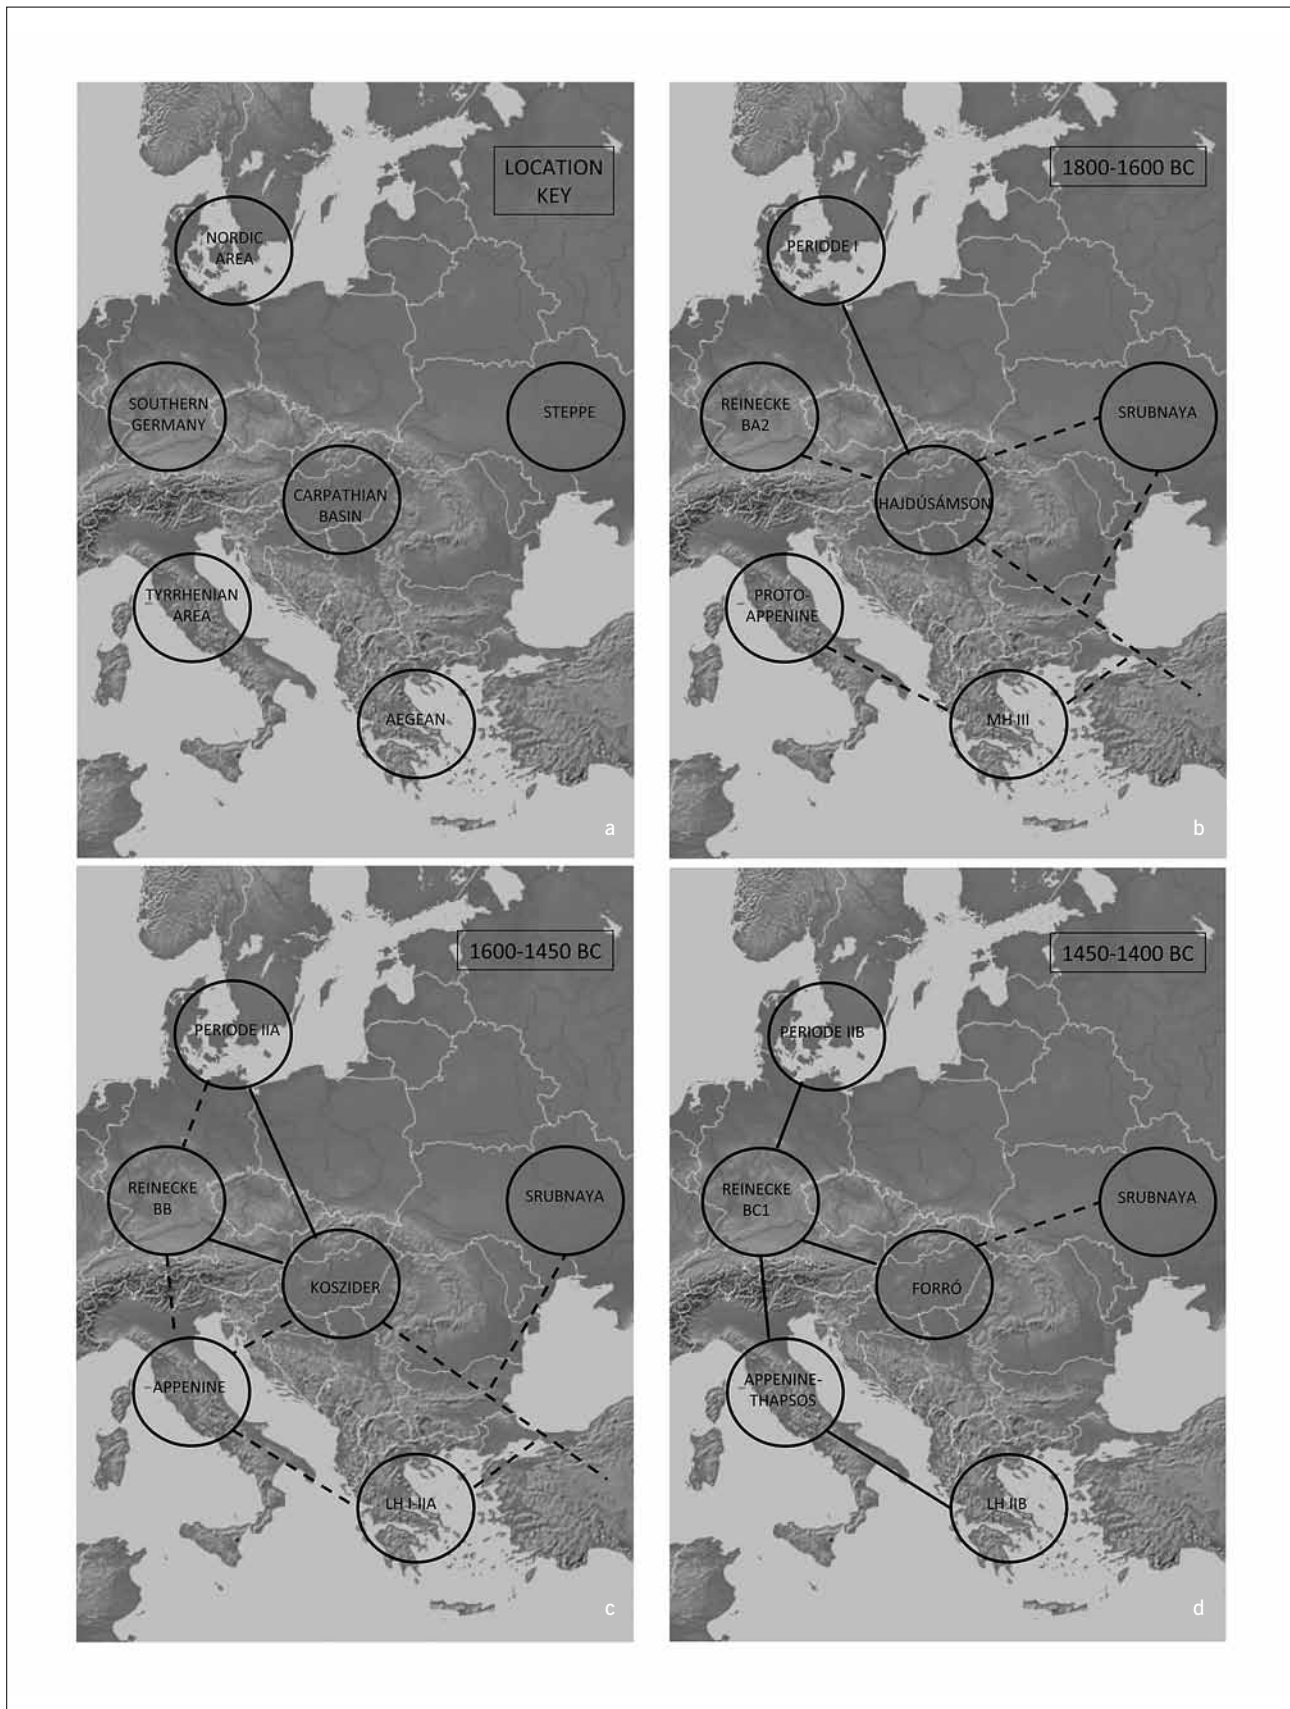 LOCATION
KEY
NORDIC
AREA
SOUTHERN
GERMANY
STEPPE
CARPATHIAN
BASIN
TYRRHENIAN
AREA
AEGEAN
a
1800-1600 BC
PERIODE I
REINECKE
BA2
SRUBNAYA
HAJDÚSÁMSON
PROTO-
APPENINE
MH III
b
1600-1450 BC
PERIODE IIA
REINECKE
BB
SRUBNAYA
KOSZIDER
APPENINE
LH I-IIA
c
1450-1400 BC
PERIODE IIB
REINECKE
BC1
SRUBNAYA
FORRÓ
APPENINE-
THAPSOS
LH IIB
d